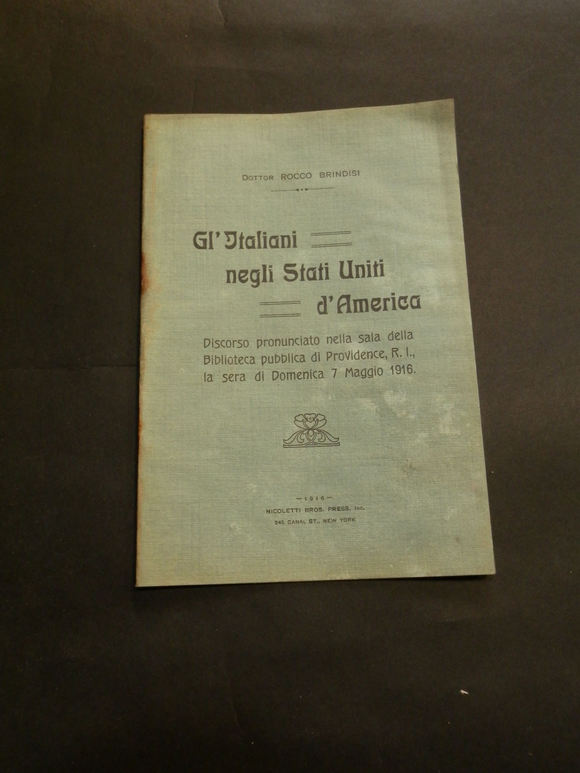 Dottor ROCCO BRINDISI
Gl' Italiani
negli Stati Uniti
d'America
Discorso pronunciato nella sala della
Biblioteca pubblica di Providence, R. I.,
la sera di Domenica 7 Maggio 1916.
—1916—
NICOLETTI BROS. PRESS, Inc.
CANAL ST., NEW YORK